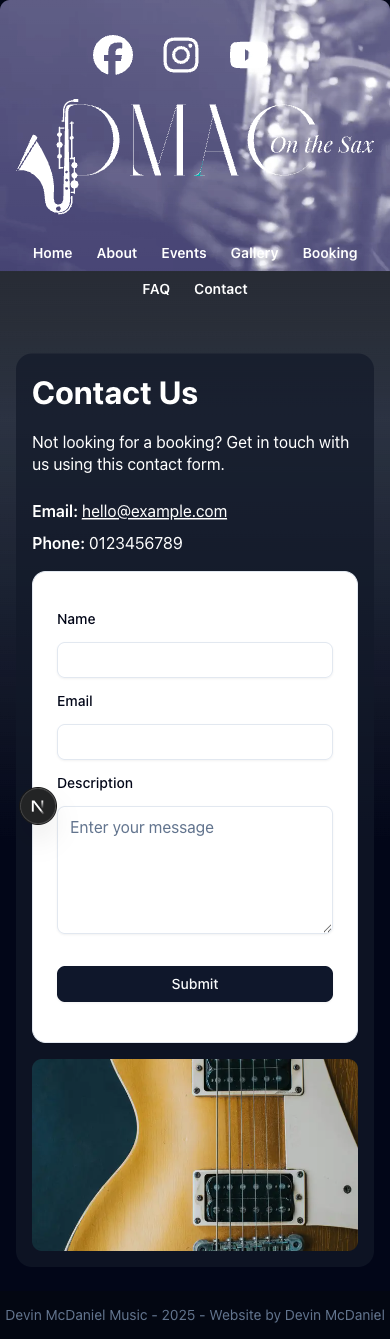 DMAC
On the Sax
Home About Events Gallery Booking
FAQ Contact
Contact Us
Not looking for a booking? Get in touch with
us using this contact form.
Email: hello@example.com
Phone: 0123456789
Name
Email
Description
N
Enter your message
Submit
Devin McDaniel Music - 2025 - Website by Devin McDaniel